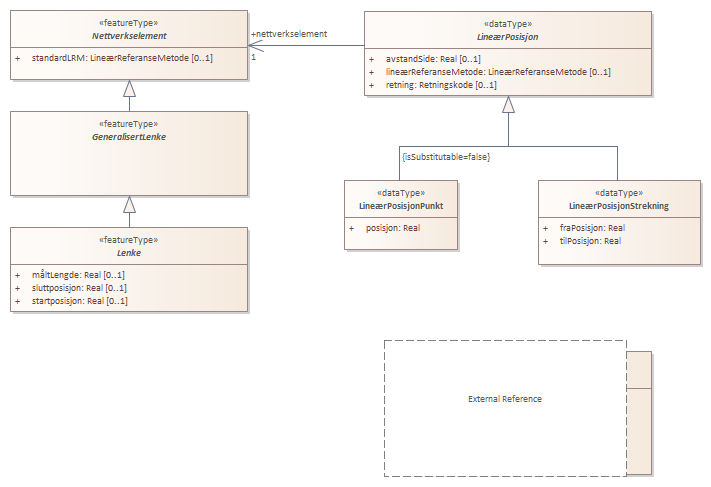 «featureType»
Nettverkselement
+ standardLRM: LineærReferanseMetode [0..1]
+nettverkselement
1
«dataType»
LineærPosisjon
+ avstandSide: Real [0..1]
+ lineærReferanseMetode: LineærReferanseMetode [0..1]
+ retning: Retningskode [0..1]
«featureType»
GeneralisertLenke
{isSubstitutable=false}
«dataType»
LineærPosisjonPunkt
+ posisjon: Real
«dataType»
LineærPosisjonStrekning
+ fraPosisjon: Real
+ tilPosisjon: Real
«featureType»
Lenke
+ måltLengde: Real [0..1]
+ sluttposisjon: Real [0..1]
+ startposisjon: Real [0..1]
External Reference